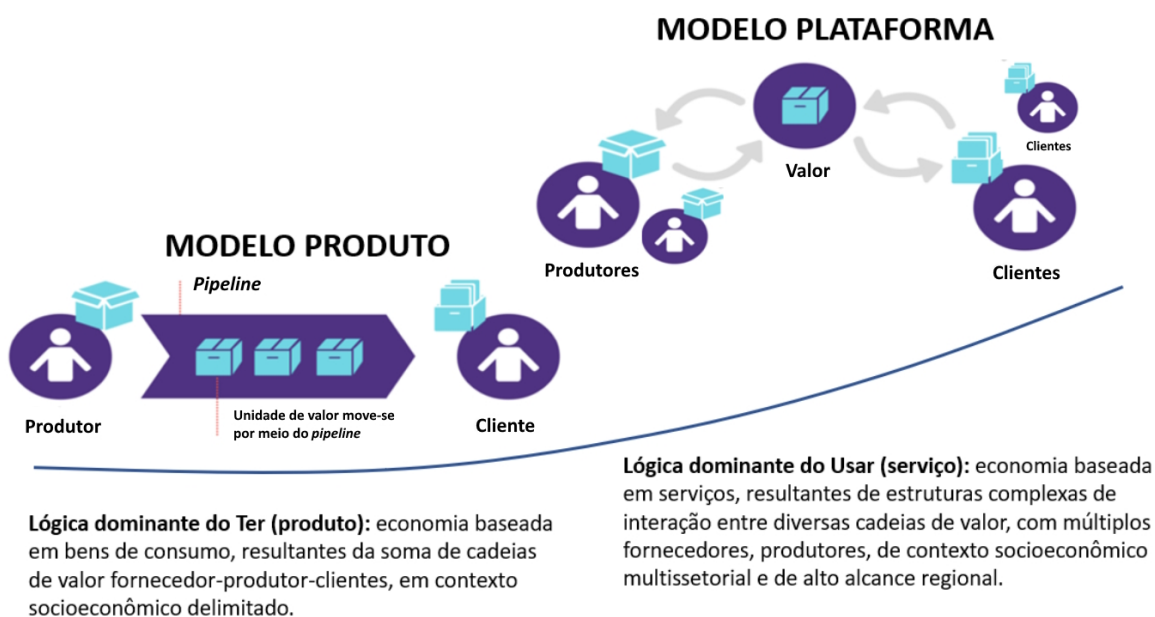 MODELO PLATAFORMA
Clientes
Valor
Produtores
Clientes
MODELO PRODUTO
Pipeline
Unidade de valor move-se
por meio do pipeline
Produtor
Cliente
Lógica dominante do Ter (produto): economia baseada
em bens de consumo, resultantes da soma de cadeias
de valor fornecedor-produtor-clientes, em contexto
socioeconômico delimitado.
Lógica dominante do Usar (serviço): economia baseada
em serviços, resultantes de estruturas complexas de
interação entre diversas cadeias de valor, com múltiplos
fornecedores, produtores, de contexto socioeconômico
multissetorial e de alto alcance regional.